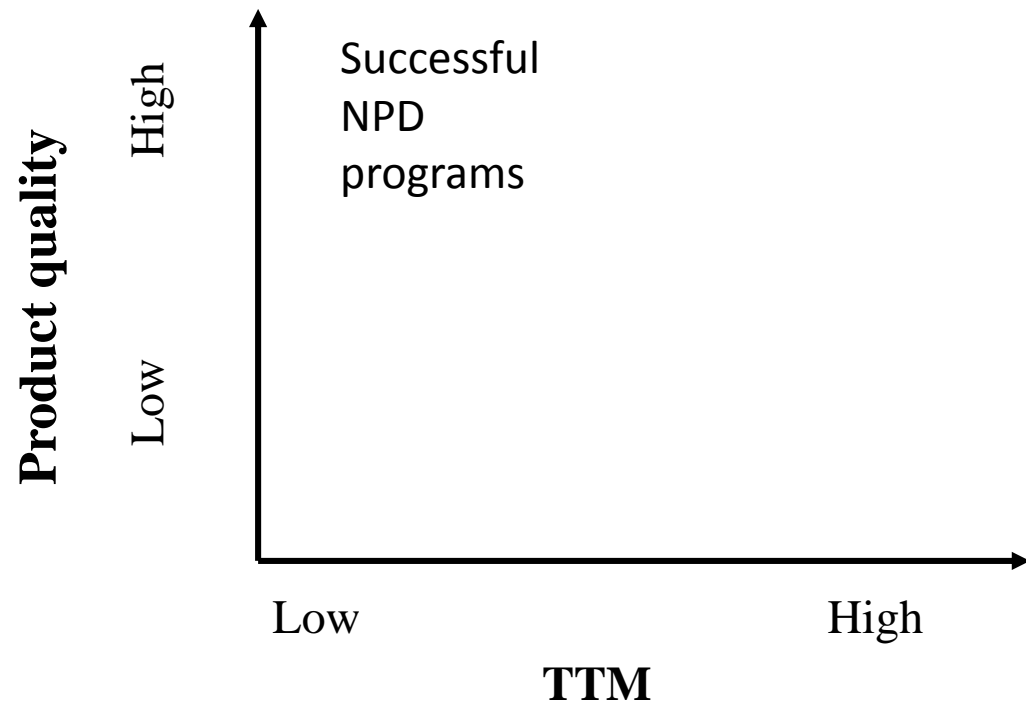 Successful
NPD
programs
High
Low
Product quality
Low High
TTM